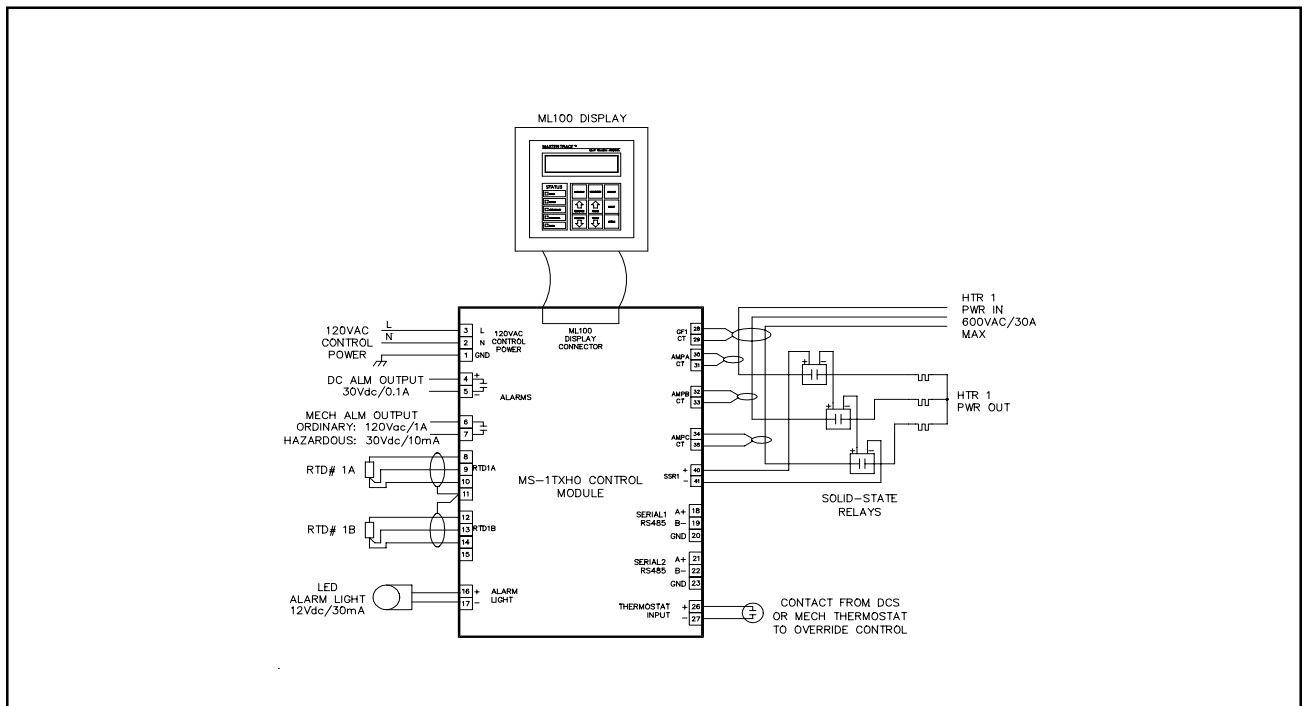 ML100 DISPLAY
MASTER TRACE™
STATUS
120VAC
CONTROL
POWER
L
N
3 L
2 N
1 GND
120VAC
CONTROL
POWER
ML100
DISPLAY
CONNECTOR
DC ALM OUTPUT
30Vdc/0.1A
4 +
5 -
ALARMS
MECH ALM OUTPUT
ORDINARY: 120Vac/1A
HAZARDOUS: 30Vdc/10mA
6
7
RTD# 1A
8
9
10
11
RTD1A
RTD# 1B
12
13
14
15
RTD1B
LED
ALARM LIGHT
12Vdc/30mA
16 +
17 -
ALARM
LIGHT
MS-1TXHO CONTROL
MODULE
GF1
CT
28
29
AMPA
CT
30
31
AMPB
CT
32
33
AMPC
CT
34
35
SSR1
+ 40
- 41
SERIAL1
RS485
A+ 18
B- 19
GND 20
SERIAL2
RS485
A+ 21
B- 22
GND 23
THERMOSTAT
INPUT
+ 26
- 27
HTR 1
PWR IN
600VAC/30A
MAX
+ -
+ -
+ -
HTR 1
PWR OUT
SOLID-STATE
RELAYS
CONTACT FROM DCS
OR MECH THERMOSTAT
TO OVERRIDE CONTROL